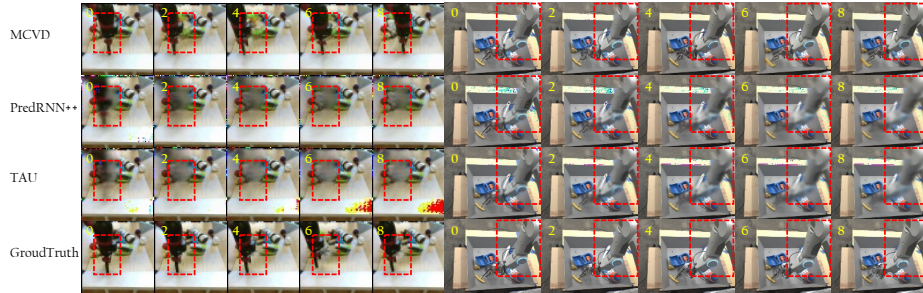 MCVD 0 2 4 6 8 0 2 4 6 8
PredRNN++ 0 2 4 6 8 0 2 4 6 8
TAU 0 2 4 6 8 0 2 4 6 8
GroudTruth 0 2 4 6 8 0 2 4 6 8